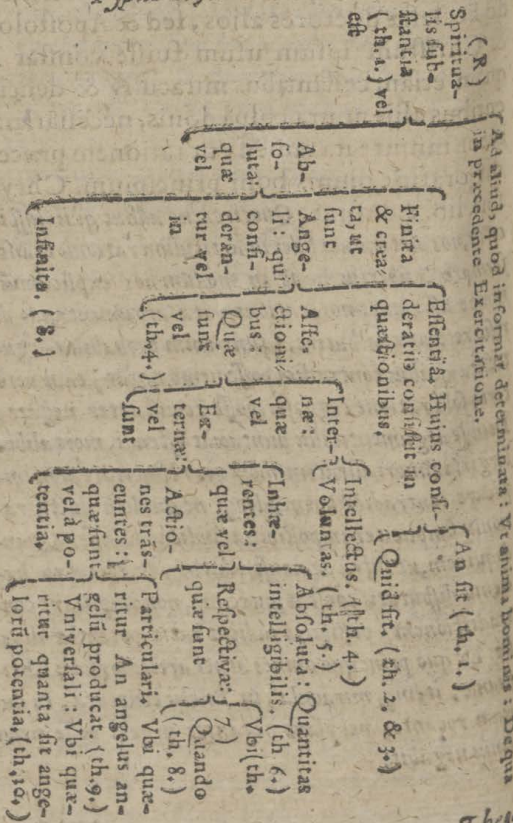 (R)
Spiritua-
lis ſub-
ſtantia
(th. 1.) vel
eſt
Ad aliud, quod informat, determinata: Vt anima hominis: De qua
in præcedente Exercitatione.
Ab-
ſo-
luta:
quæ
vel
Finita
& crea-
ta, ut
ſunt
Ange-
li: qui
conſi-
deran-
tur vel
in
Eſſentiâ. Hujus conſi-
deratio conſiſtit in
quæſtionibus
An ſit (th. 1.)
Quid ſit. (th. 2. & 3.)
Affe-
ctioni-
bus:
Quæ
ſunt
vel
(th. 4.)
Inter-
næ:
quæ
vel
Intellectus. (th. 4.)
Voluntas. (th. 5.)
Ex-
ternæ:
vel
ſunt
Inhæ-
rentes:
quæ vel
Abſoluta: Quantitas
intelligibilis. (th 6.)
Reſpectivæ:
quæ ſunt
Vbi (th.
7)
Quando
(th. 8.)
Actio-
nes trāſ-
euntes:
quæ ſunt
vel à po-
tentia,
Particulari. Vbi quæ-
ritur An angelus an-
gelū producat. (th. 9.)
Vniverſali: Vbi quæ-
ritur quanta ſit ange-
lorū potentia, (th, 10.)
Infinita. (8.)